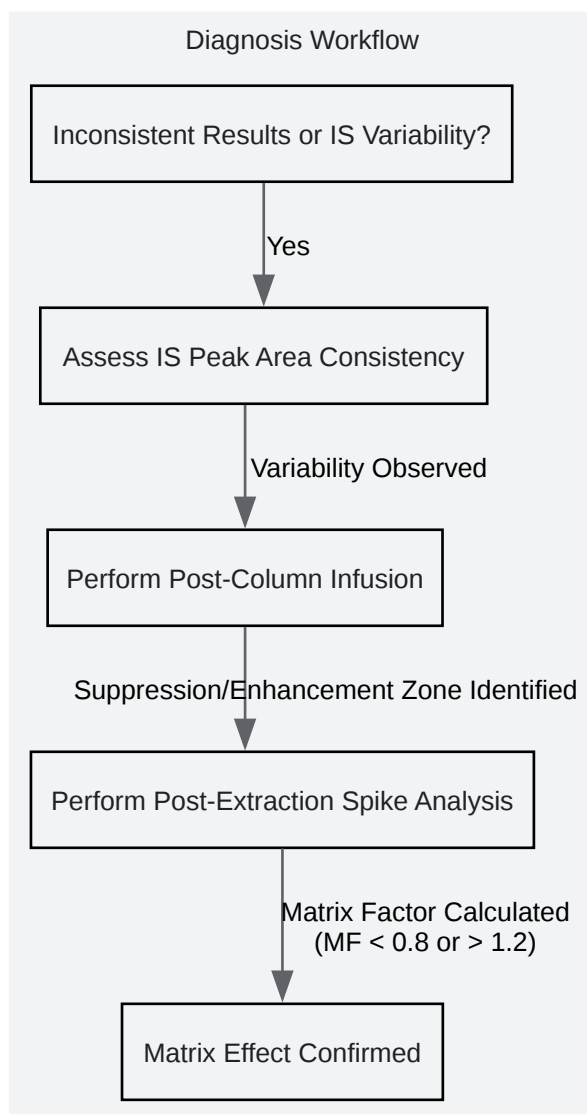 Diagnosis Workflow
Inconsistent Results or IS Variability?
Yes
Assess IS Peak Area Consistency
Variability Observed
Perform Post-Column Infusion
Suppression/Enhancement Zone Identified
Perform Post-Extraction Spike Analysis
Matrix Factor Calculated
(MF < 0.8 or > 1.2)
Matrix Effect Confirmed